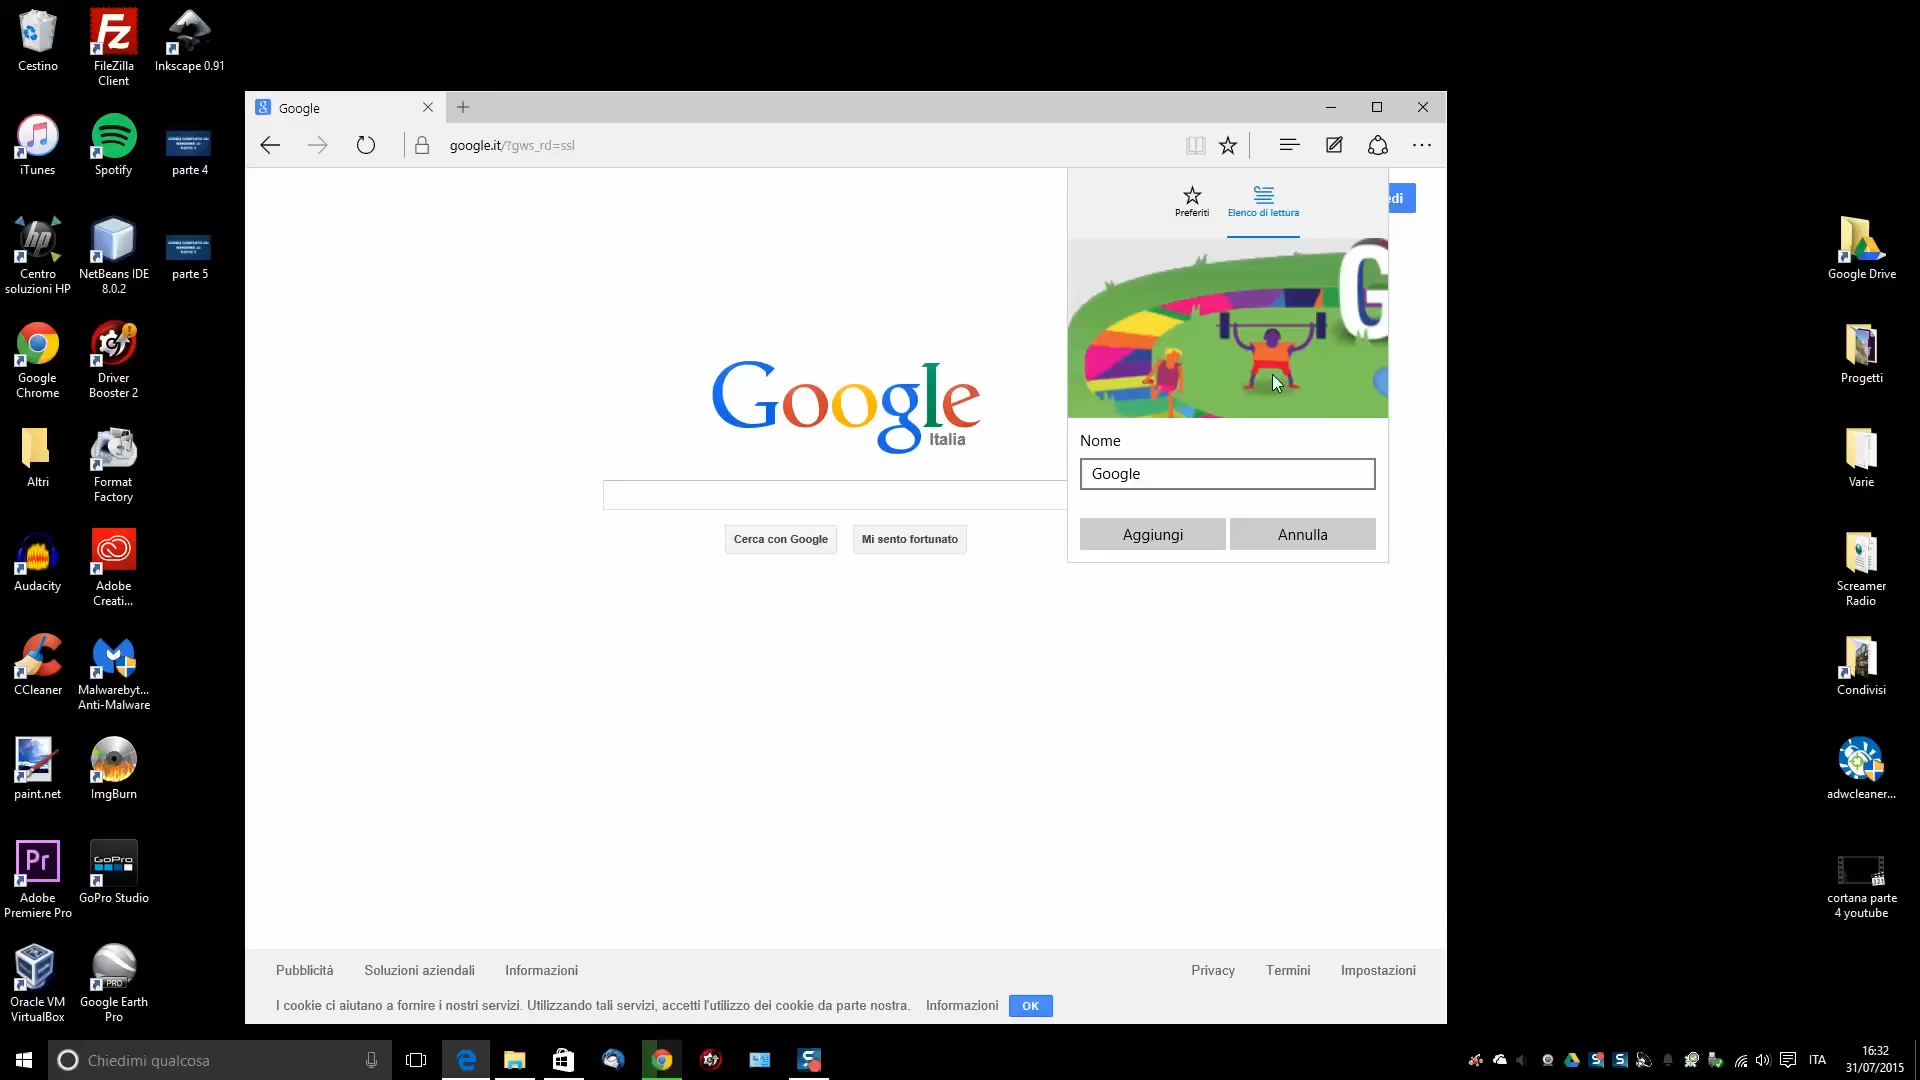 Cestino
FileZilla
Client
Inkscape 0.91
iTunes
Spotify
parte 4
Centro
soluzioni HP
NetBeans IDE
8.0.2
parte 5
Google
Chrome
Driver
Booster 2
Altri
Format
Factory
Audacity
Adobe
Creati...
CCleaner
Malwarebyt...
Anti-Malware
paint.net
ImgBurn
Pr
Adobe
Premiere Pro
GoPro
GoPro Studio
Oracle VM
VirtualBox
PRO
Google Earth
Pro
Google
google.it/?gws_rd=ssl
Preferiti
Elenco di lettura
edi
Google
Italia
Nome
Google
Aggiungi
Annulla
Cerca con Google
Mi sento fortunato
Pubblicità
Soluzioni aziendali
Informazioni
Privacy
Termini
Impostazioni
I cookie ci aiutano a fornire i nostri servizi. Utilizzando tali servizi, accetti l'utilizzo dei cookie da parte nostra.
Informazioni
OK
Google Drive
Progetti
Varie
Screamer
Radio
Condivisi
adwcleaner...
cortana parte
4 youtube
Chiedimi qualcosa
ITA
16:32
31/07/2015